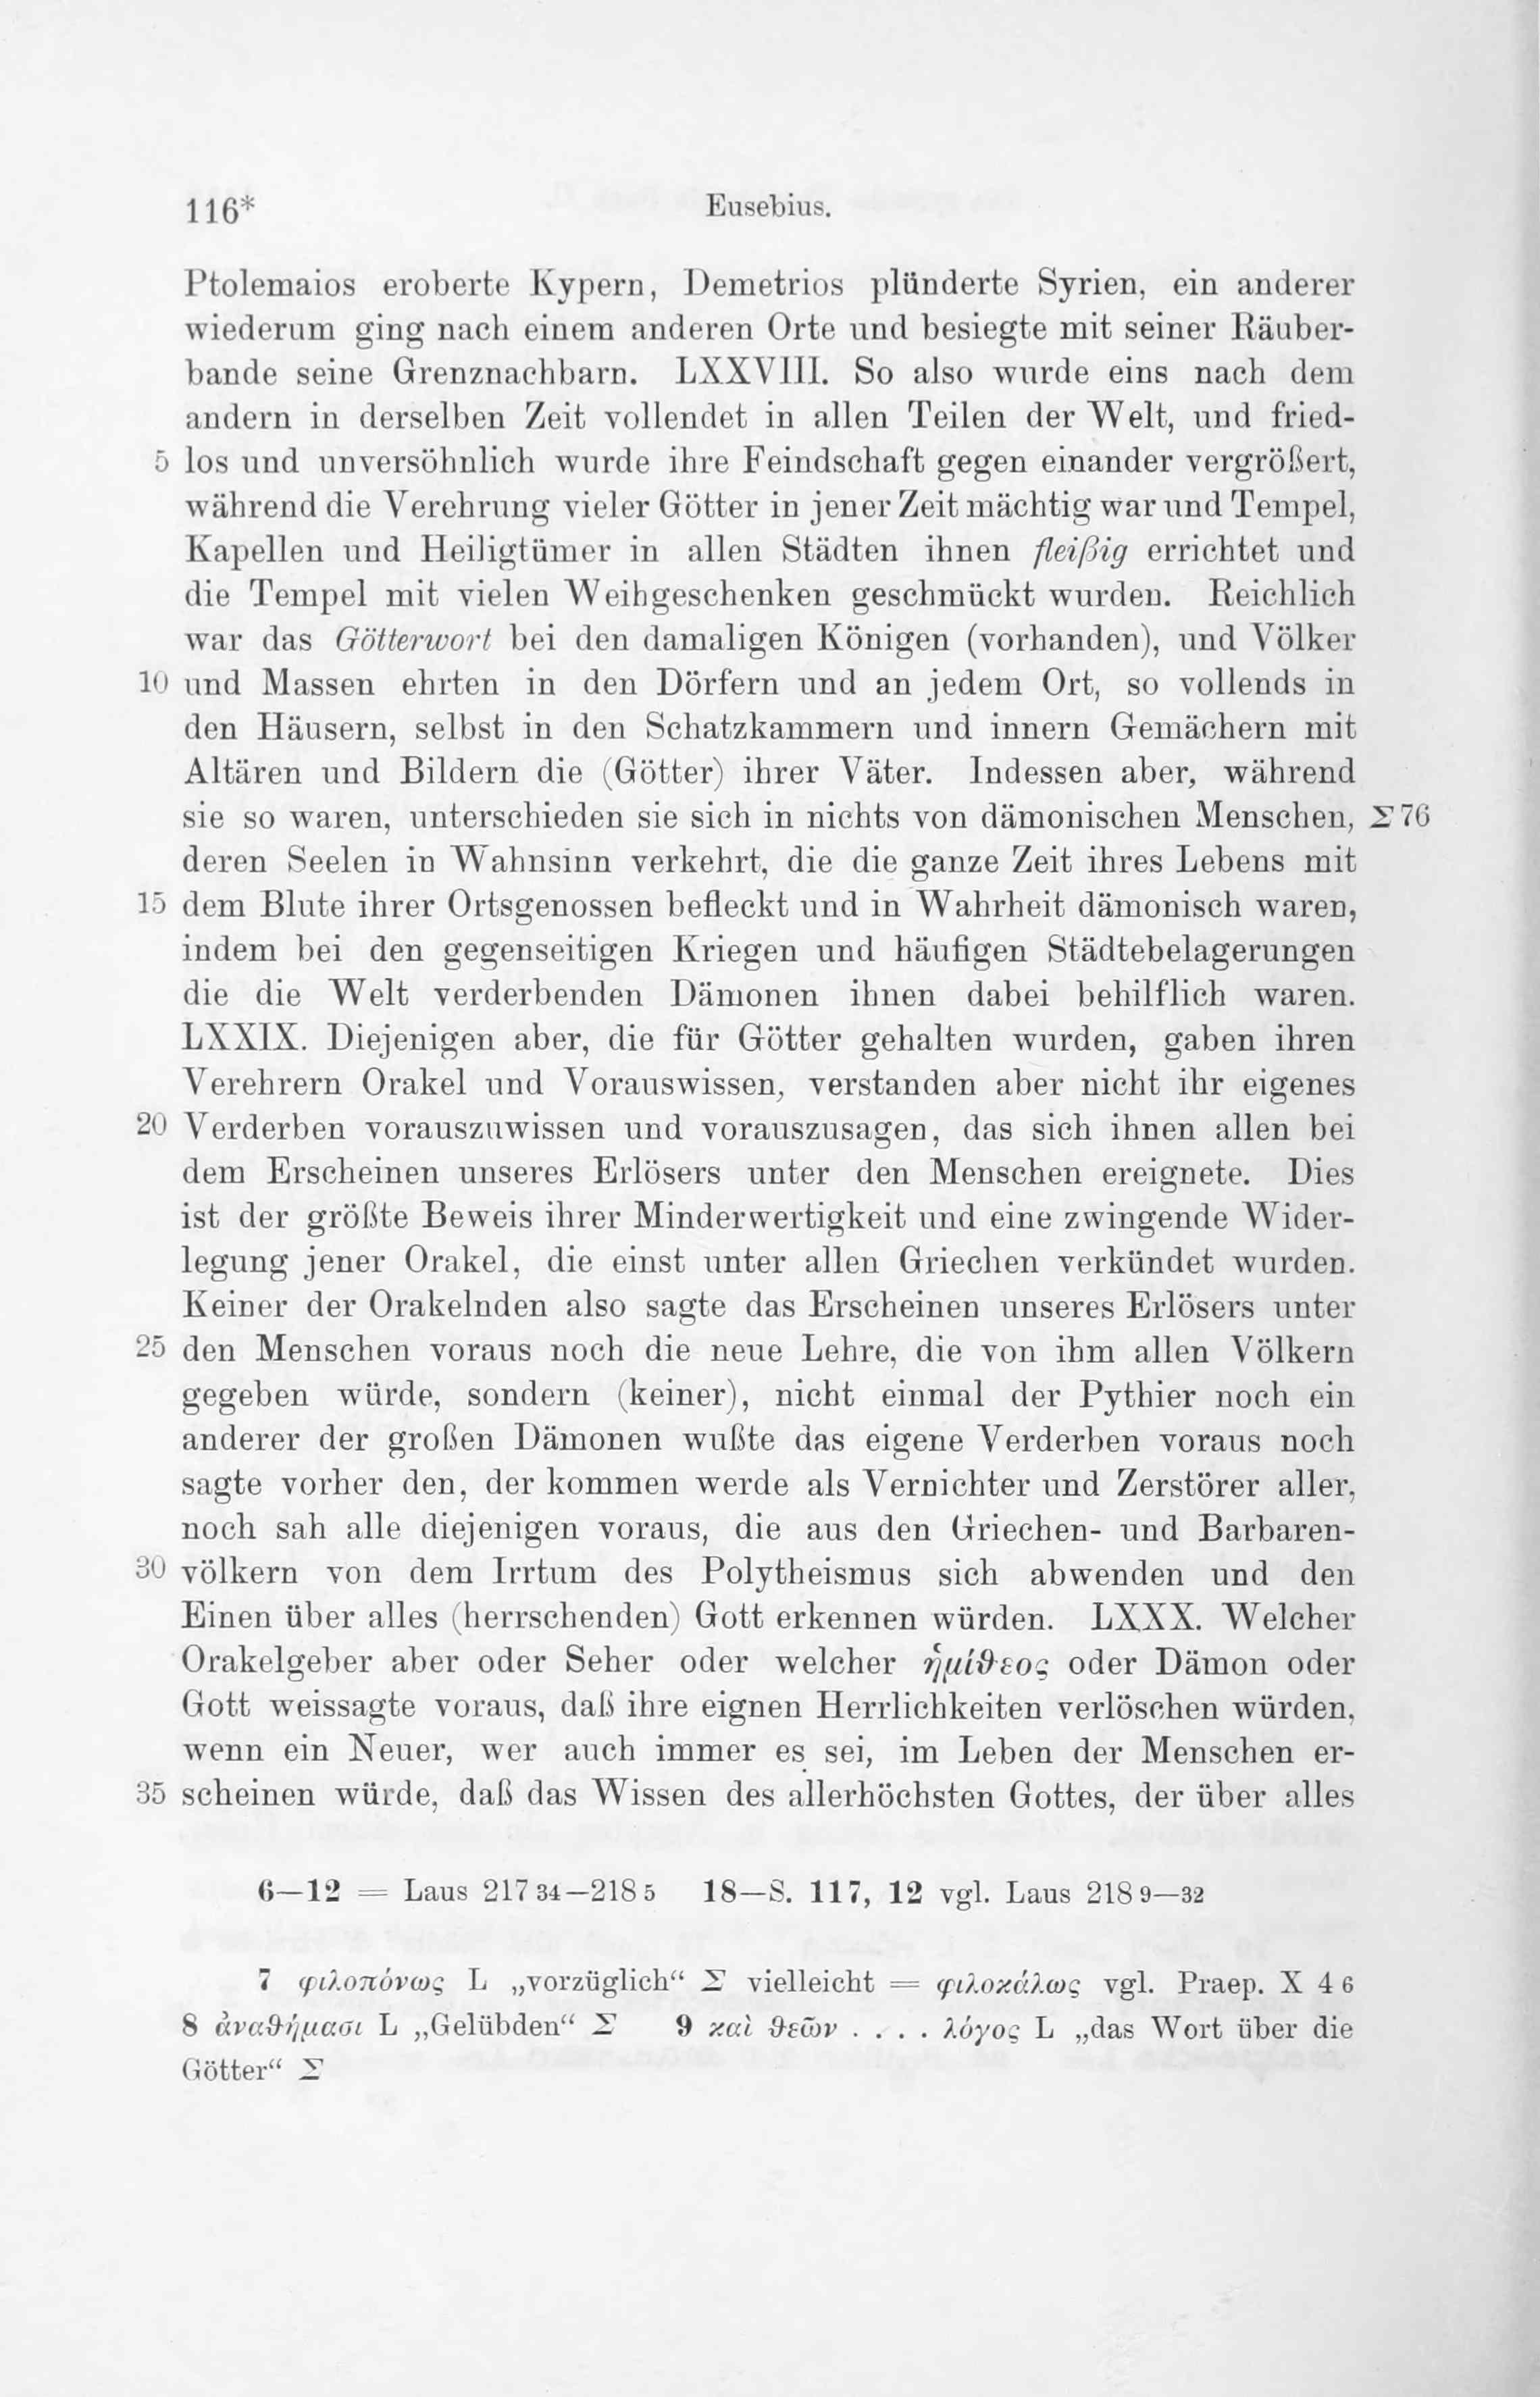 116*
Eusebius.
Ptolemaios eroberte Kypern, Demetrios plünderte Syrien, ein anderer
wiederum ging nach einem anderen Orte und besiegte mit seiner Räuber-
bande seine Grenznachbarn. LXXVIII. So also wurde eins nach dem
andern in derselben Zeit vollendet in allen Teilen der Welt, und fried-
5 los und unversöhnlich wurde ihre Feindschaft gegen einander vergrößert,
während die Verehrung vieler Götter in jener Zeit mächtig war und Tempel,
Kapellen und Heiligtümer in allen Städten ihnen fleißig errichtet und
die Tempel mit vielen Weihgeschenken geschmückt wurden. Reichlich
war das Götterwort bei den damaligen Königen (vorhanden), und Völker
10 und Massen ehrten in den Dörfern und an jedem Ort, so vollends in
den Häusern, selbst in den Schatzkammern und innern Gemächern mit
Altären und Bildern die (Götter) ihrer Väter. Indessen aber, während
sie so waren, unterschieden sie sich in nichts von dämonischen Menschen, Σ 76
deren Seelen in Wahnsinn verkehrt, die die ganze Zeit ihres Lebens mit
15 dem Blute ihrer Ortsgenossen befleckt und in Wahrheit dämonisch waren,
indem bei den gegenseitigen Kriegen und häufigen Städtebelagerungen
die die Welt verderbenden Dämonen ihnen dabei behilflich waren.
LXXIX. Diejenigen aber, die für Götter gehalten wurden, gaben ihren
Verehrern Orakel und Vorauswissen, verstanden aber nicht ihr eigenes
20 Verderben vorauszuwissen und vorauszusagen, das sich ihnen allen bei
dem Erscheinen unseres Erlösers unter den Menschen ereignete. Dies
ist der größte Beweis ihrer Minderwertigkeit und eine zwingende Wider-
legung jener Orakel, die einst unter allen Griechen verkündet wurden.
Keiner der Orakelnden also sagte das Erscheinen unseres Erlösers unter
25 den Menschen voraus noch die neue Lehre, die von ihm allen Völkern
gegeben würde, sondern (keiner), nicht einmal der Pythier noch ein
anderer der großen Dämonen wußte das eigene Verderben voraus noch
sagte vorher den, der kommen werde als Vernichter und Zerstörer aller,
noch sah alle diejenigen voraus, die aus den Griechen- und Barbaren-
30 völkern von dem Irrtum des Polytheismus sich abwenden und den
Einen über alles (herrschenden) Gott erkennen würden. LXXX. Welcher
Orakelgeber aber oder Seher oder welcher ἡμίθεος oder Dämon oder
Gott weissagte voraus, daß ihre eignen Herrlichkeiten verlöschen würden,
wenn ein Neuer, wer auch immer es sei, im Leben der Menschen er-
35 scheinen würde, daß das Wissen des allerhöchsten Gottes, der über alles
6—12 = Laus 217 34—218 5 18—S. 117, 12 vgl. Laus 218 9—32
7 φιλοπόνως L „vorzüglich“ Σ vielleicht = φιλοκάλως vgl. Praep. X 4 6
8 ἀναθήμασι L „Gelübden“ Σ 9 καὶ θεῶν . . . . λόγος L „das Wort über die
Götter“ Σ